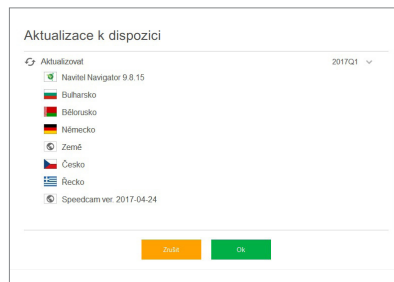 Aktualizace k dispozici
Aktualizovat 2017Q1
Navitel Navigator 9.8.15
Bulharsko
Bělorusko
Německo
Země
Česko
Řecko
Speedcam ver. 2017-04-24
Zrušit Ok